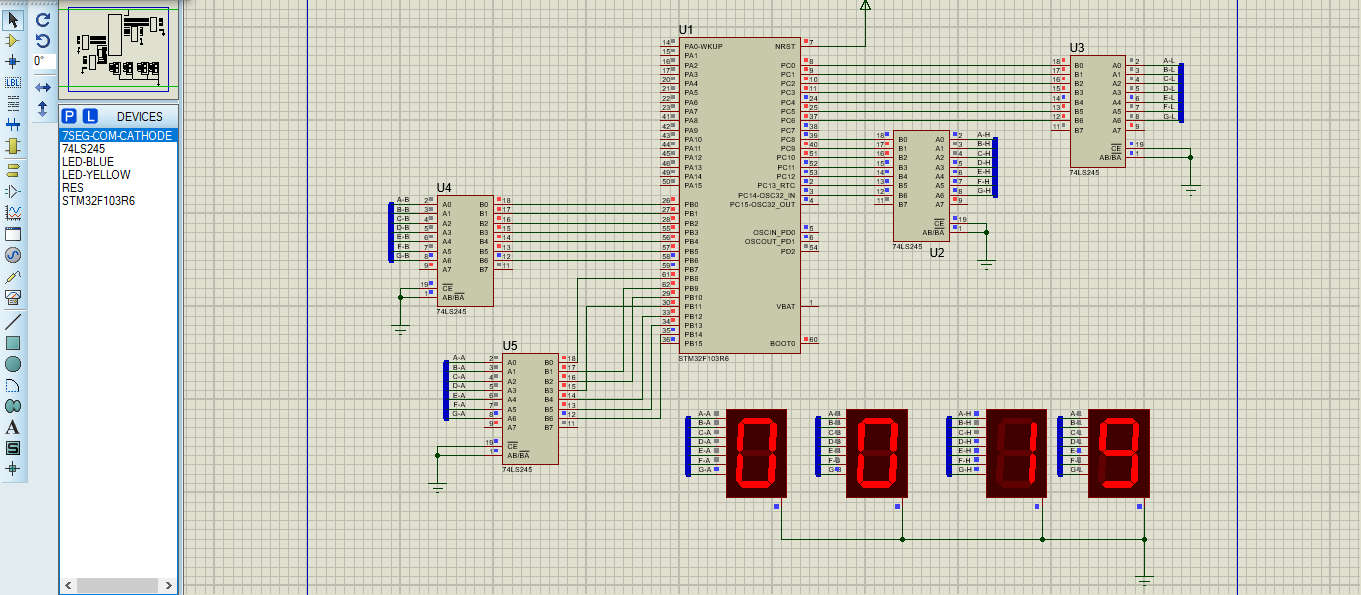 0°
P L DEVICES
7SEG-COM-CATHODE
74LS245
LED-BLUE
LED-YELLOW
RES
STM32F103R6
LBL
A
S
U1
14 PA0-WKUP
15 PA1
16 PA2
17 PA3
20 PA4
21 PA5
22 PA6
23 PA7
41 PA8
42 PA9
43 PA10
44 PA11
45 PA12
46 PA13
49 PA14
50 PA15
26 PB0
27 PB1
28 PB2
55 PB3
56 PB4
57 PB5
58 PB6
59 PB7
61 PB8
62 PB9
29 PB10
30 PB11
33 PB12
34 PB13
35 PB14
36 PB15
NRST 7
PC0 8
PC1 9
PC2 10
PC3 11
PC4 24
PC5 25
PC6 37
PC7 38
PC8 39
PC9 40
PC10 51
PC11 52
PC12 53
PC13_RTC 2
PC14-OSC32_IN 3
PC15-OSC32_OUT 4
OSCIN_PD0 5
OSCOUT_PD1 6
PD2 54
VBAT 1
BOOT0 60
STM32F103R6
U3
18 B0 A0 2 A-L
17 B1 A1 3 B-L
16 B2 A2 4 C-L
15 B3 A3 5 D-L
14 B4 A4 6 E-L
13 B5 A5 7 F-L
12 B6 A6 8 G-L
11 B7 A7 9
CE 19
AB/BA 1
74LS245
18 B0 A0 2 A-H
17 B1 A1 3 B-H
16 B2 A2 4 C-H
15 B3 A3 5 D-H
14 B4 A4 6 E-H
13 B5 A5 7 F-H
12 B6 A6 8 G-H
11 B7 A7 9
CE 19
AB/BA 1
74LS245
U2
U4
A-B 2 A0 B0 18
B-B 3 A1 B1 17
C-B 4 A2 B2 16
D-B 5 A3 B3 15
E-B 6 A4 B4 14
F-B 7 A5 B5 13
G-B 8 A6 B6 12
9 A7 B7 11
19 CE
1 AB/BA
74LS245
U5
A-A 2 A0 B0 18
B-A 3 A1 B1 17
C-A 4 A2 B2 16
D-A 5 A3 B3 15
E-A 6 A4 B4 14
F-A 7 A5 B5 13
G-A 8 A6 B6 12
9 A7 B7 11
19 CE
1 AB/BA
74LS245
A-A
B-A
C-A
D-A
E-A
F-A
G-A
0
A-B
B-B
C-B
D-B
E-B
F-B
G-B
0
A-H
B-H
C-H
D-H
E-H
F-H
G-H
1
A-L
B-L
C-L
D-L
E-L
F-L
G-L
9